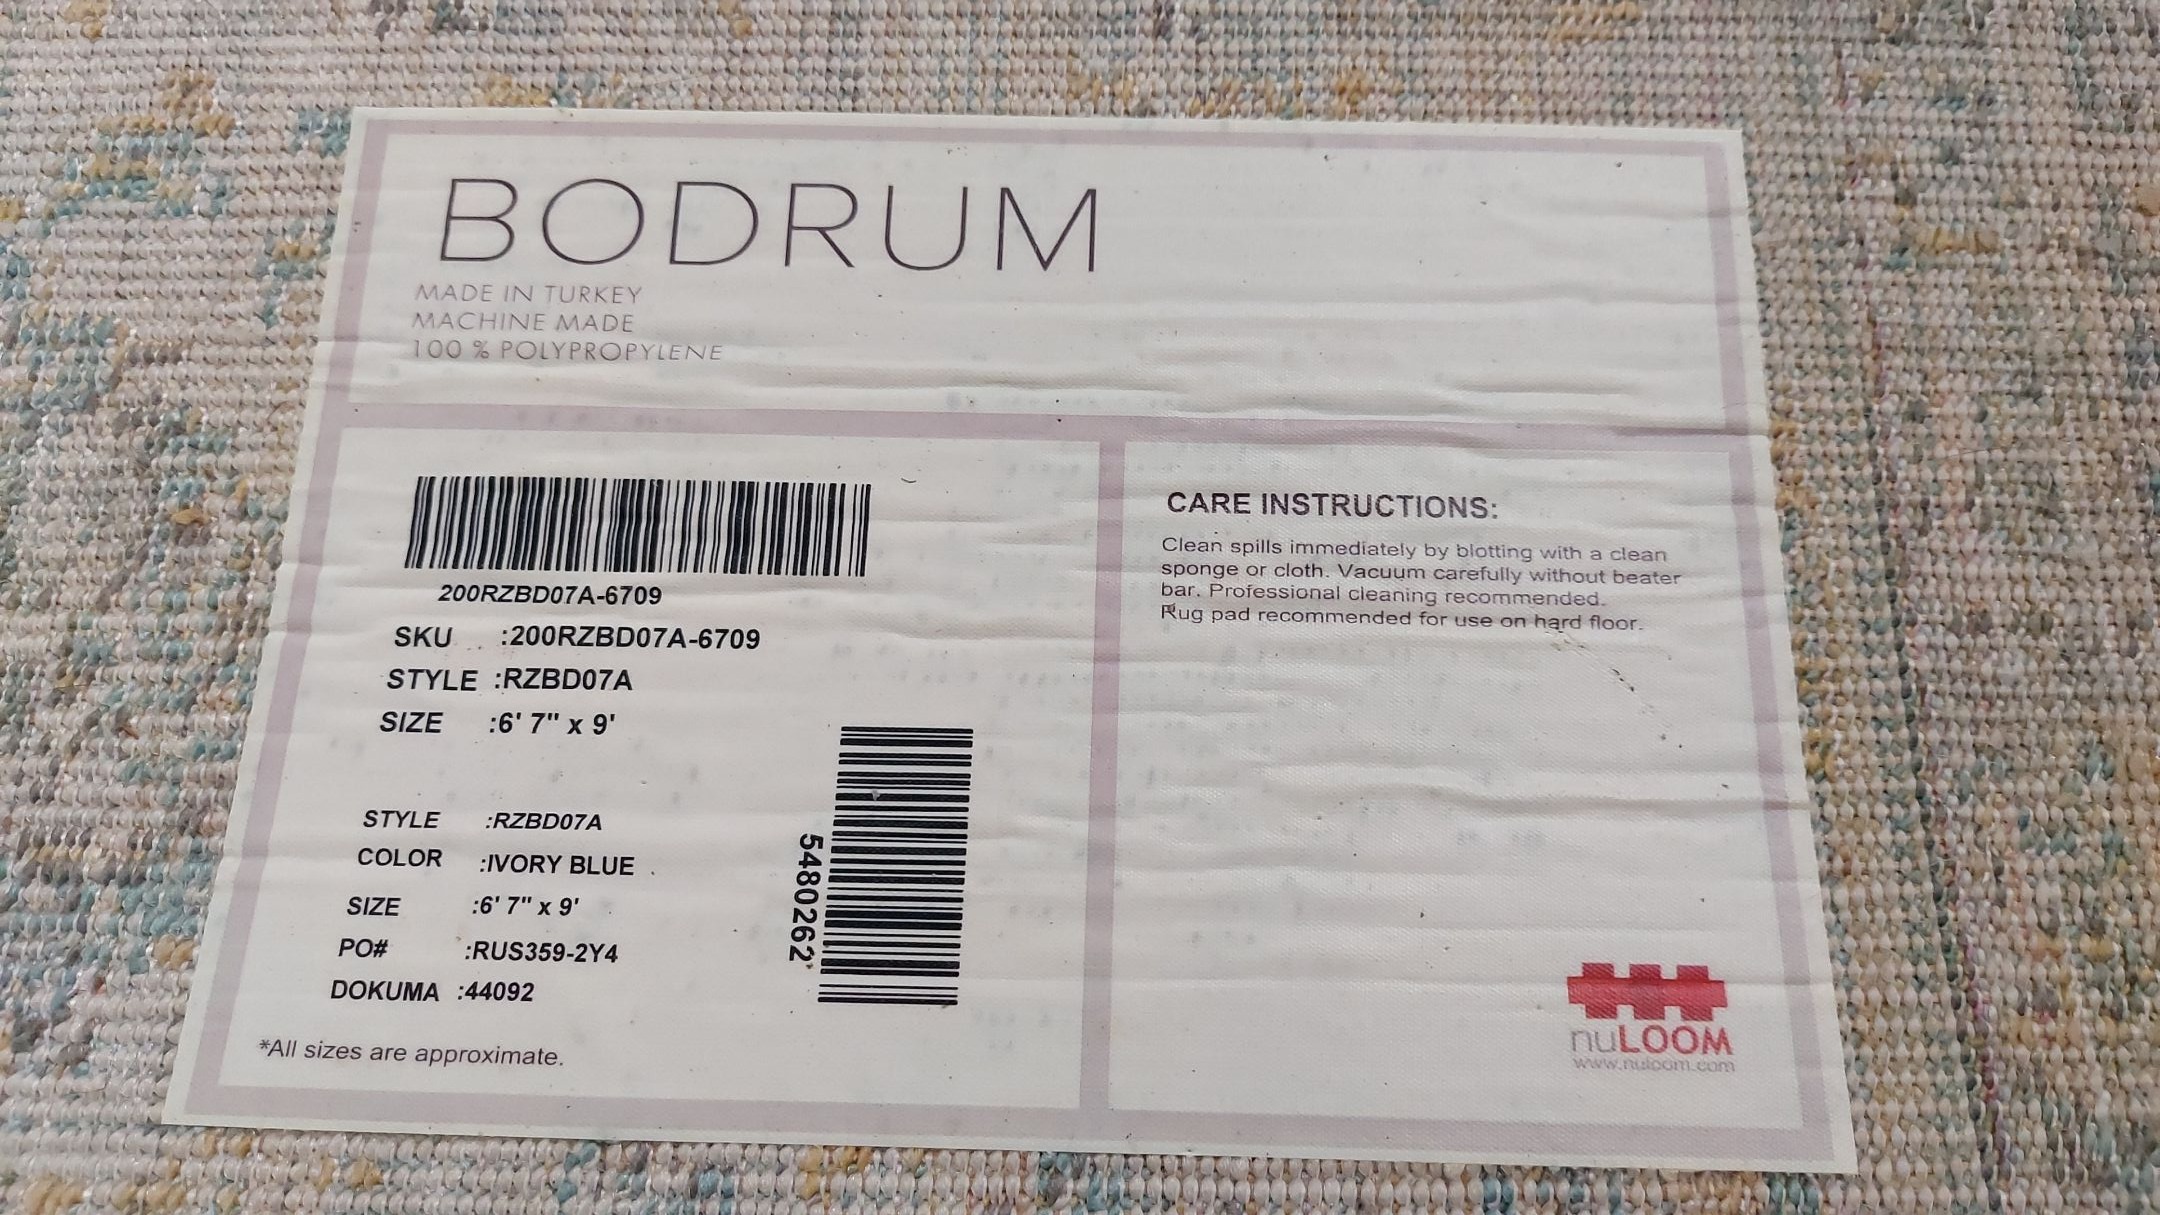 BODRUM
MADE IN TURKEY
MACHINE MADE
100 % POLYPROPYLENE
200RZBD07A-6709
SKU :200RZBD07A-6709
STYLE :RZBD07A
SIZE :6' 7" x 9'
STYLE :RZBD07A
COLOR :IVORY BLUE
SIZE :6' 7" x 9'
PO# :RUS359-2Y4
DOKUMA :44092
*All sizes are approximate.
5480262
CARE INSTRUCTIONS:
Clean spills immediately by blotting with a clean
sponge or cloth. Vacuum carefully without beater
bar. Professional cleaning recommended.
Rug pad recommended for use on hard floor.
nuLOOM
www.nuloom.com